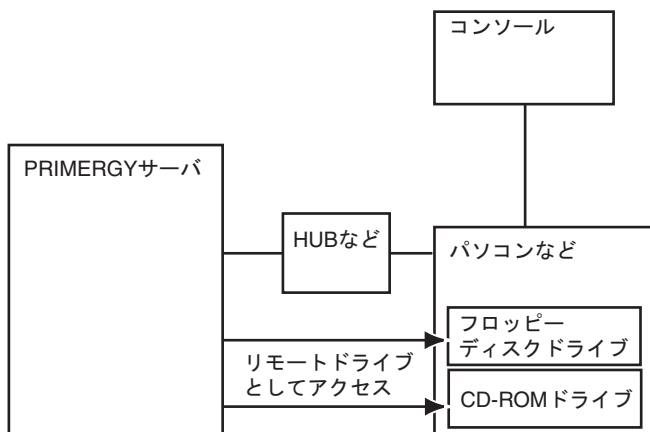 コンソール
PRIMERGYサーバ
HUBなど
パソコンなど
フロッピー
ディスクドライブ
リモートドライブ
としてアクセス
CD-ROMドライブ